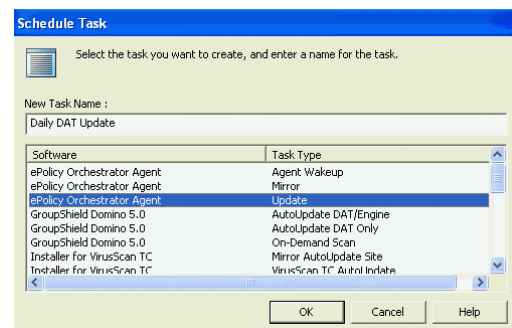 Schedule Task
Select the task you want to create, and enter a name for the task.
New Task Name :
Daily DAT Update
Software Task Type
ePolicy Orchestrator Agent Agent Wakeup
ePolicy Orchestrator Agent Mirror
ePolicy Orchestrator Agent Update
GroupShield Domino 5.0 AutoUpdate DAT/Engine
GroupShield Domino 5.0 AutoUpdate DAT Only
GroupShield Domino 5.0 On-Demand Scan
Installer for VirusScan TC Mirror AutoUpdate Site
Installer for VirusScan TC VirusScan TC AutoUpdate
OK Cancel Help